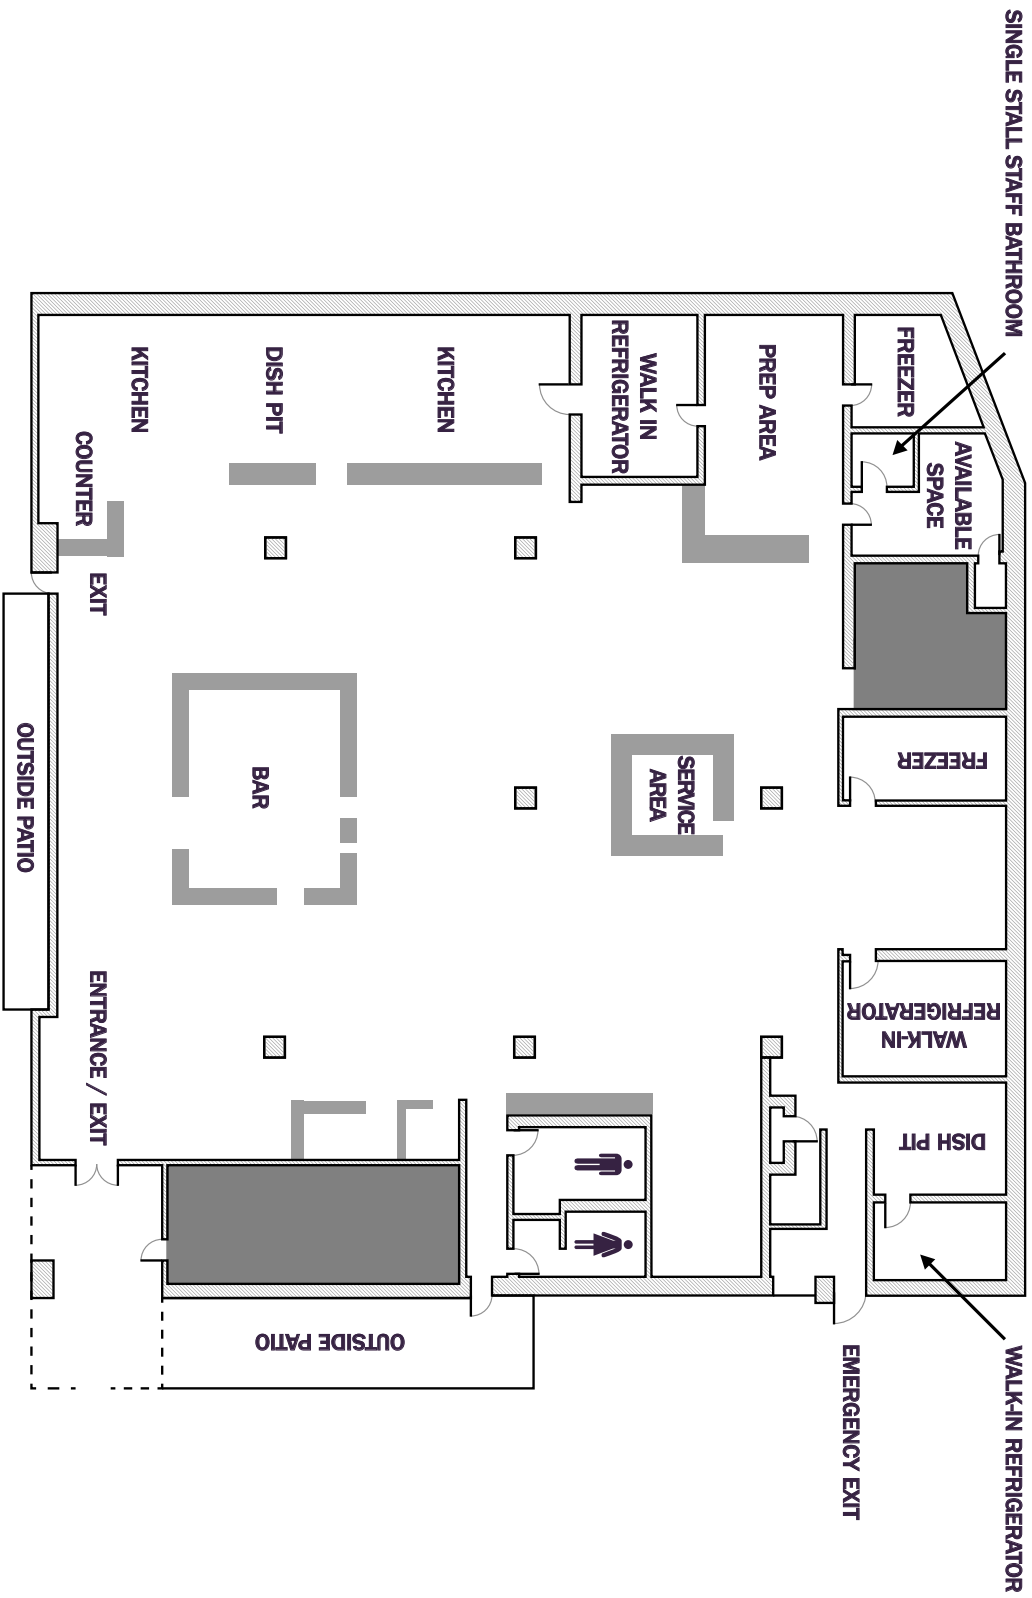 SINGLE STALL STAFF BATHROOM
FREEZER
AVAILABLE
SPACE
PREP AREA
WALK IN
REFRIGERATOR
KITCHEN
DISH PIT
KITCHEN
COUNTER
EXIT
OUTSIDE PATIO
BAR
SERVICE
AREA
FREEZER
WALK-IN
REFRIGERATOR
DISH PIT
ENTRANCE / EXIT
OUTSIDE PATIO
EMERGENCY EXIT
WALK-IN REFRIGERATOR